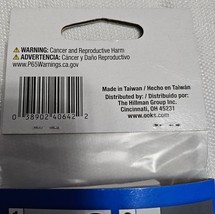 WARNING: Cancer and Reproductive Harm
ADVERTENCIA: Cáncer y Daño Reproductivo
www.P65Warnings.ca.gov
0 38902 40642 2
Made in Taiwan / Hecho en Taiwán
Distributed by: / Distribuido por:
The Hillman Group Inc.
Cincinnati, OH 45231
www.ooks.com